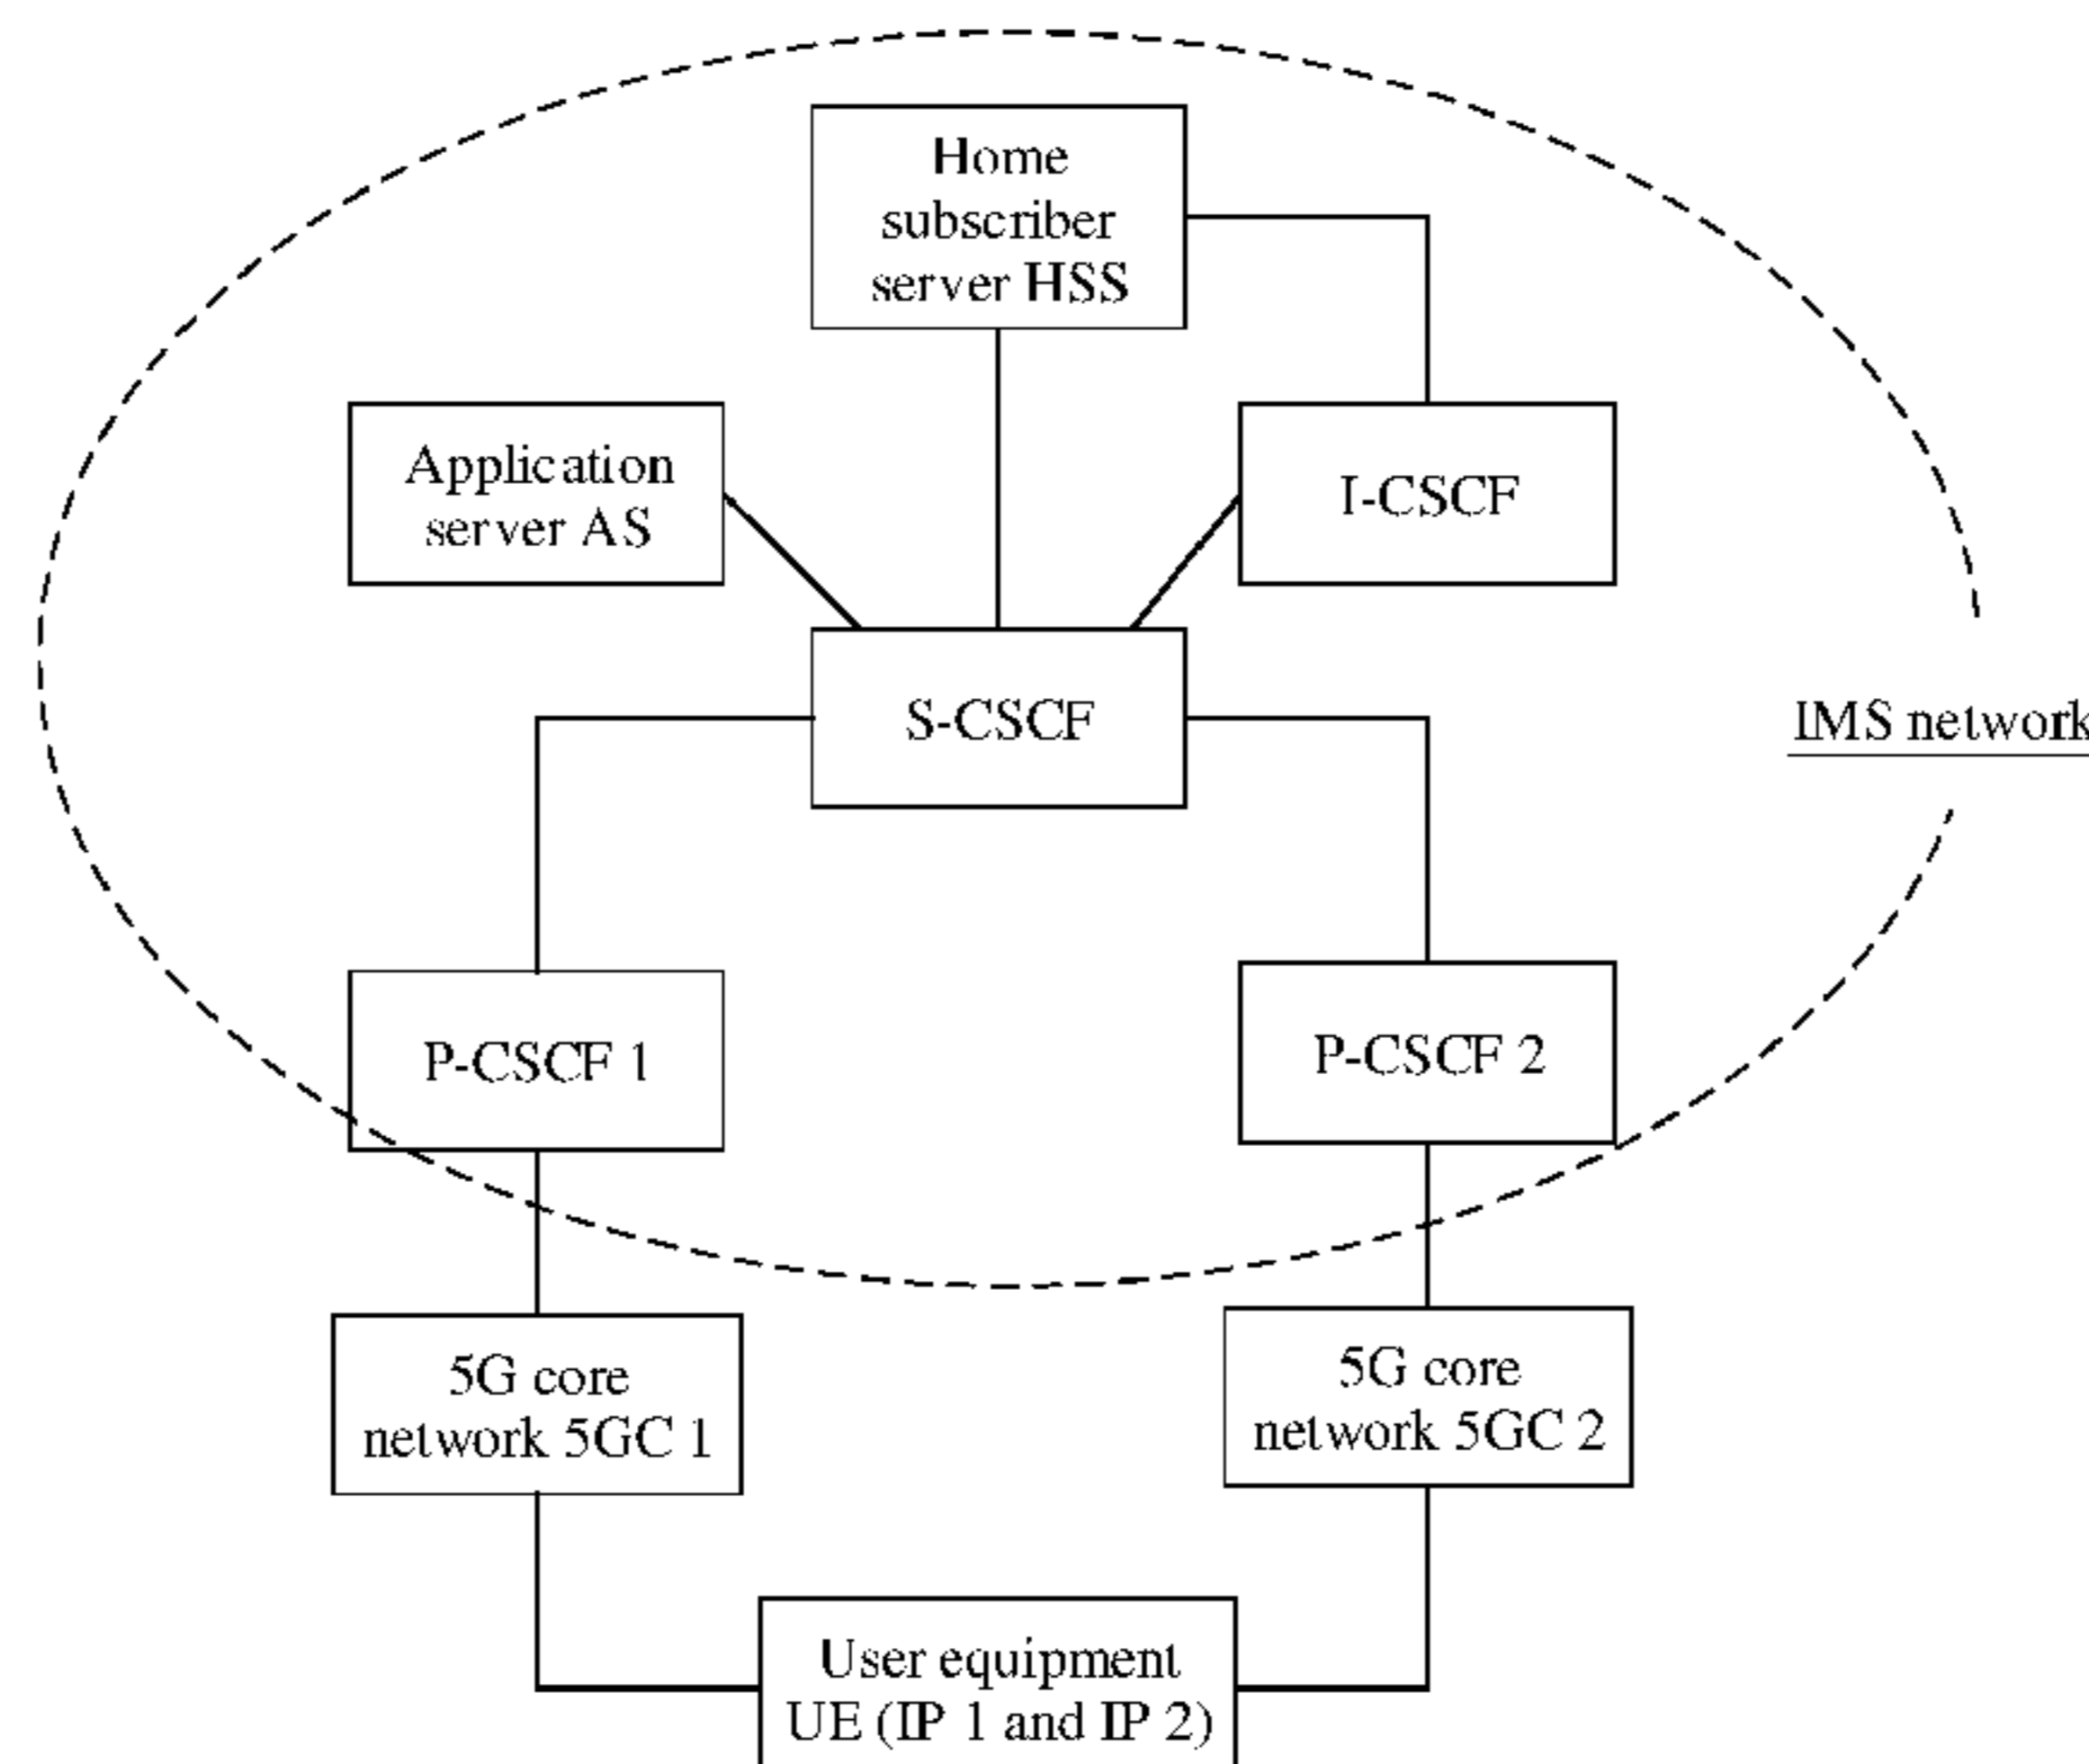 Home
subscriber
server HSS
Application
server AS
I-CSCF
S-CSCF
IMS network
P-CSCF 1
P-CSCF 2
5G core
network 5GC 1
5G core
network 5GC 2
User equipment
UE (IP 1 and IP 2)